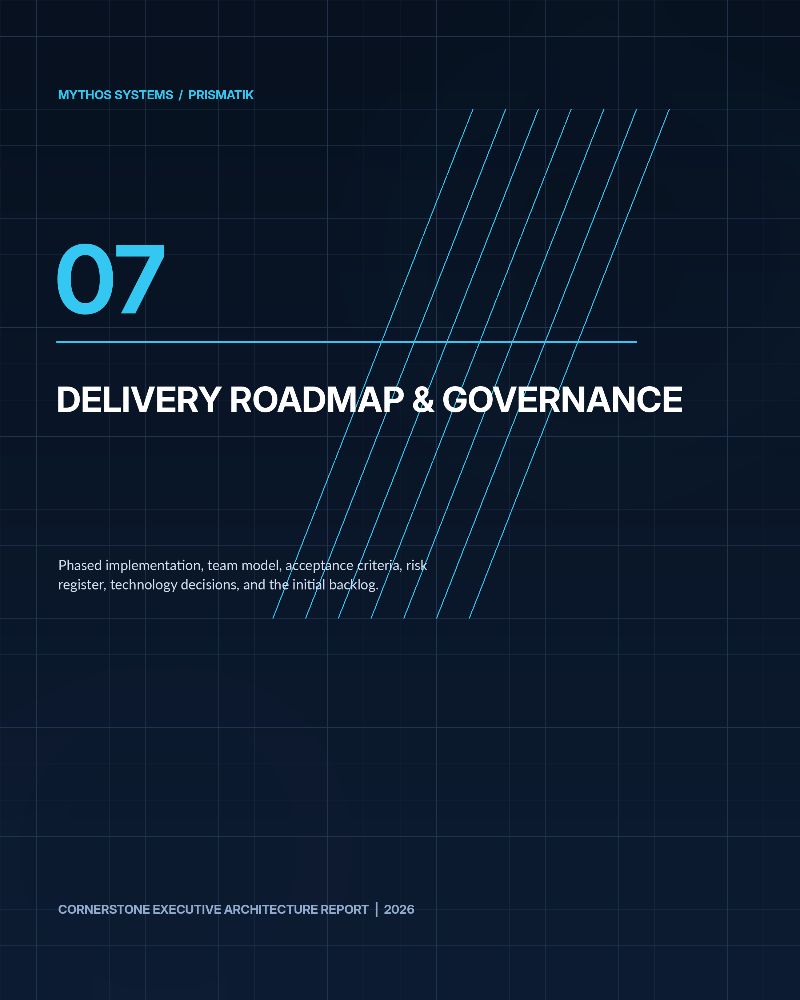 MYTHOS SYSTEMS / PRISMATIK
07
DELIVERY ROADMAP & GOVERNANCE
Phased implementation, team model, acceptance criteria, risk
register, technology decisions, and the initial backlog.
CORNERSTONE EXECUTIVE ARCHITECTURE REPORT | 2026